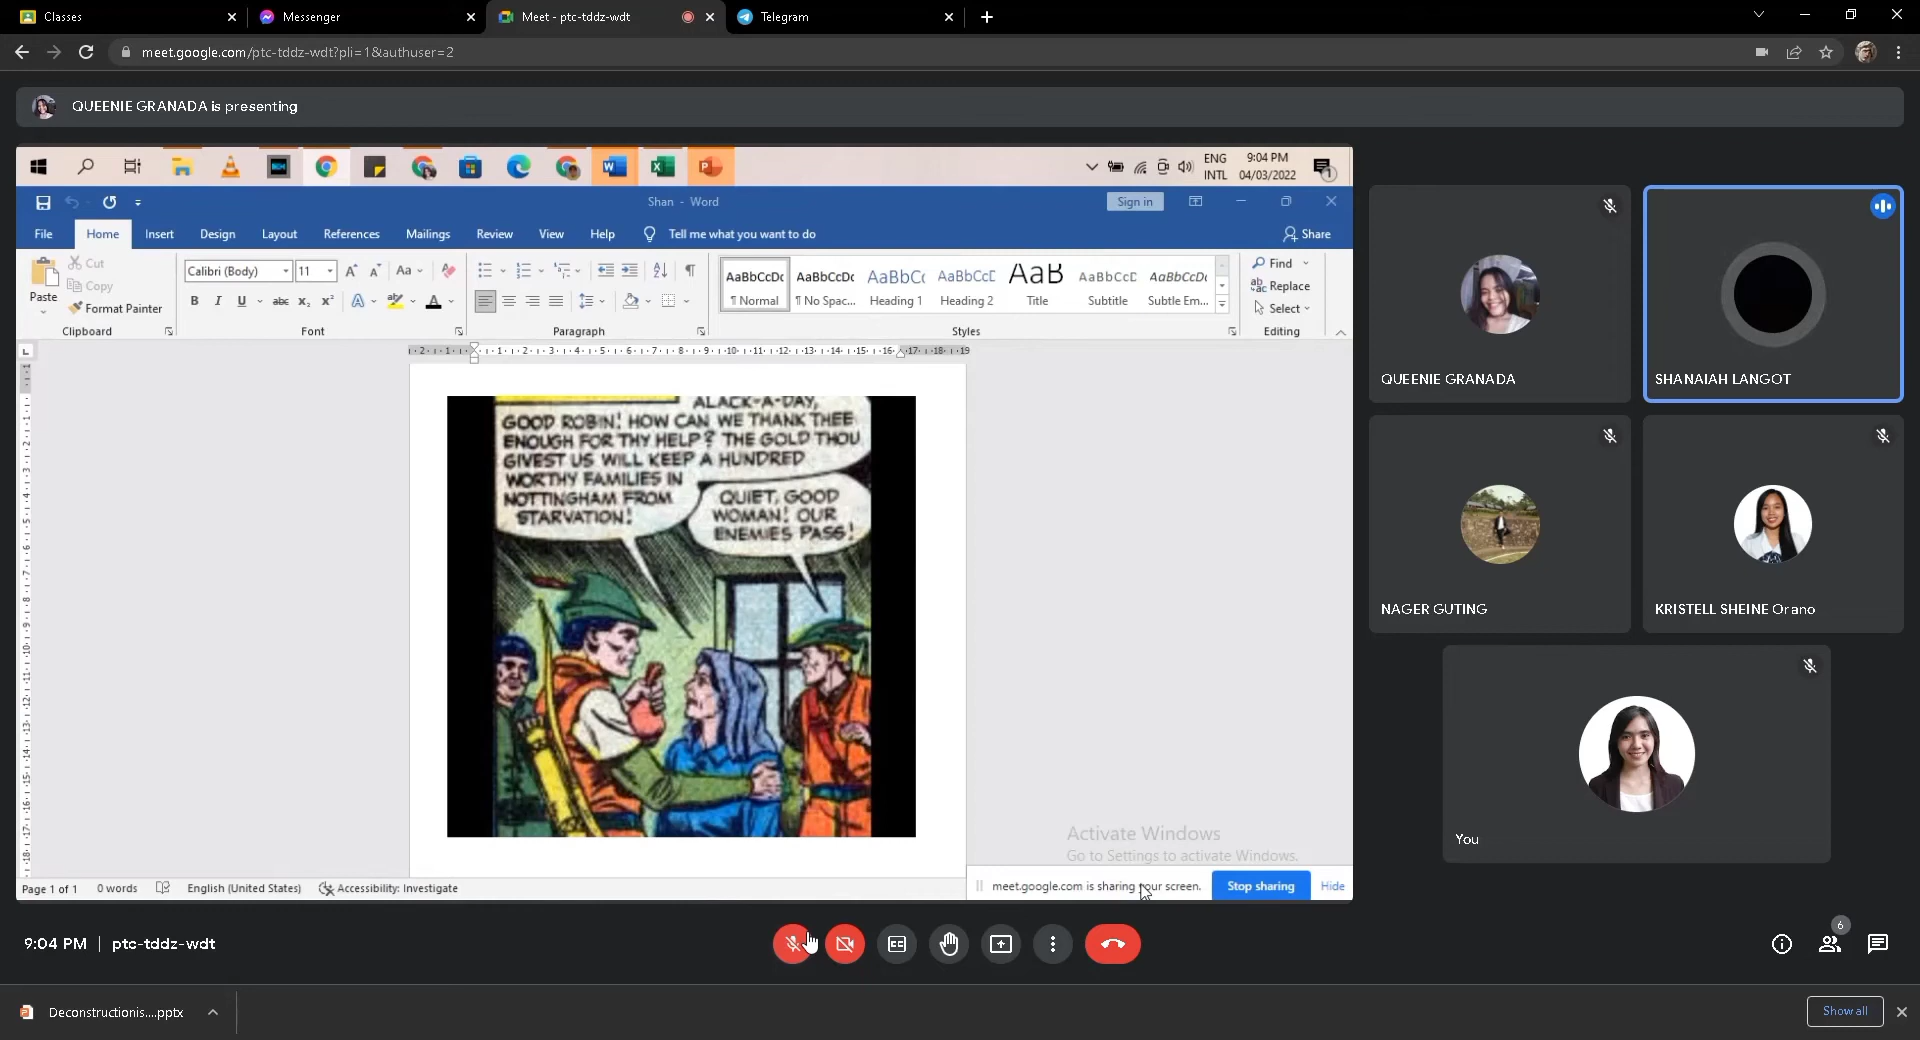 Classes
Messenger
Meet - ptc-tddz-wdt
Telegram
meet.google.com/ptc-tddz-wdt?pli=1&authuser=2
QUEENIE GRANADA is presenting
ENG
INTL
9:04 PM
04/03/2022
1
Shan - Word
Sign in
File
Home
Insert
Design
Layout
References
Mailings
Review
View
Help
Tell me what you want to do
Share
Paste
Cut
Copy
Format Painter
Clipboard
Calibri (Body)
11
Font
Paragraph
AaBbCcDc
¶ Normal
AaBbCcDc
¶ No Spac...
AaBbC(
Heading 1
AaBbCcE
Heading 2
AaB
Title
AaBbCcD
Subtitle
AaBbCcDc
Subtle Em...
Styles
Find
Replace
Select
Editing
ALACK-A-DAY,
GOOD ROBIN! HOW CAN WE THANK THEE
ENOUGH FOR THY HELP? THE GOLD THOU
GIVEST US WILL KEEP A HUNDRED
WORTHY FAMILIES IN
NOTTINGHAM FROM
STARVATION!
QUIET, GOOD
WOMAN! OUR
ENEMIES PASS!
Activate Windows
Go to Settings to activate Windows.
Page 1 of 1
0 words
English (United States)
Accessibility: Investigate
meet.google.com is sharing your screen.
Stop sharing
Hide
QUEENIE GRANADA
SHANAIAH LANGOT
NAGER GUTING
KRISTELL SHEINE Orano
You
9:04 PM | ptc-tddz-wdt
6
Deconstructionis....pptx
Show all